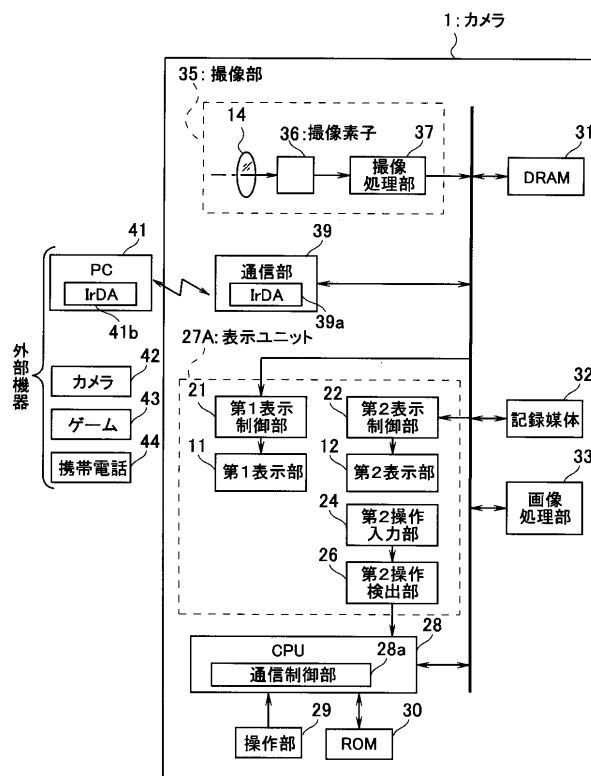 1:カメラ
35:撮像部
14
36:撮像素子
37
撮像
処理部
31
DRAM
41
PC
IrDA
41b
39
通信部
IrDA
39a
外部機器
42
カメラ
43
ゲーム
44
携帯電話
27A:表示ユニット
21
第1表示
制御部
22
第2表示
制御部
32
記録媒体
11
第1表示部
12
第2表示部
33
画像
処理部
24
第2操作
入力部
26
第2操作
検出部
28
CPU
28a
通信制御部
29
操作部
30
ROM